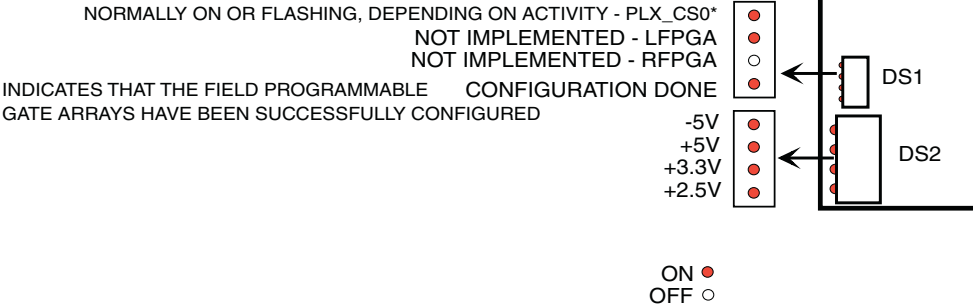 NORMALLY ON OR FLASHING, DEPENDING ON ACTIVITY - PLX_CS0*
NOT IMPLEMENTED - LFPGA
NOT IMPLEMENTED - RFPGA
INDICATES THAT THE FIELD PROGRAMMABLE CONFIGURATION DONE
GATE ARRAYS HAVE BEEN SUCCESSFULLY CONFIGURED
DS1
-5V
+5V
+3.3V
+2.5V
DS2
ON
OFF